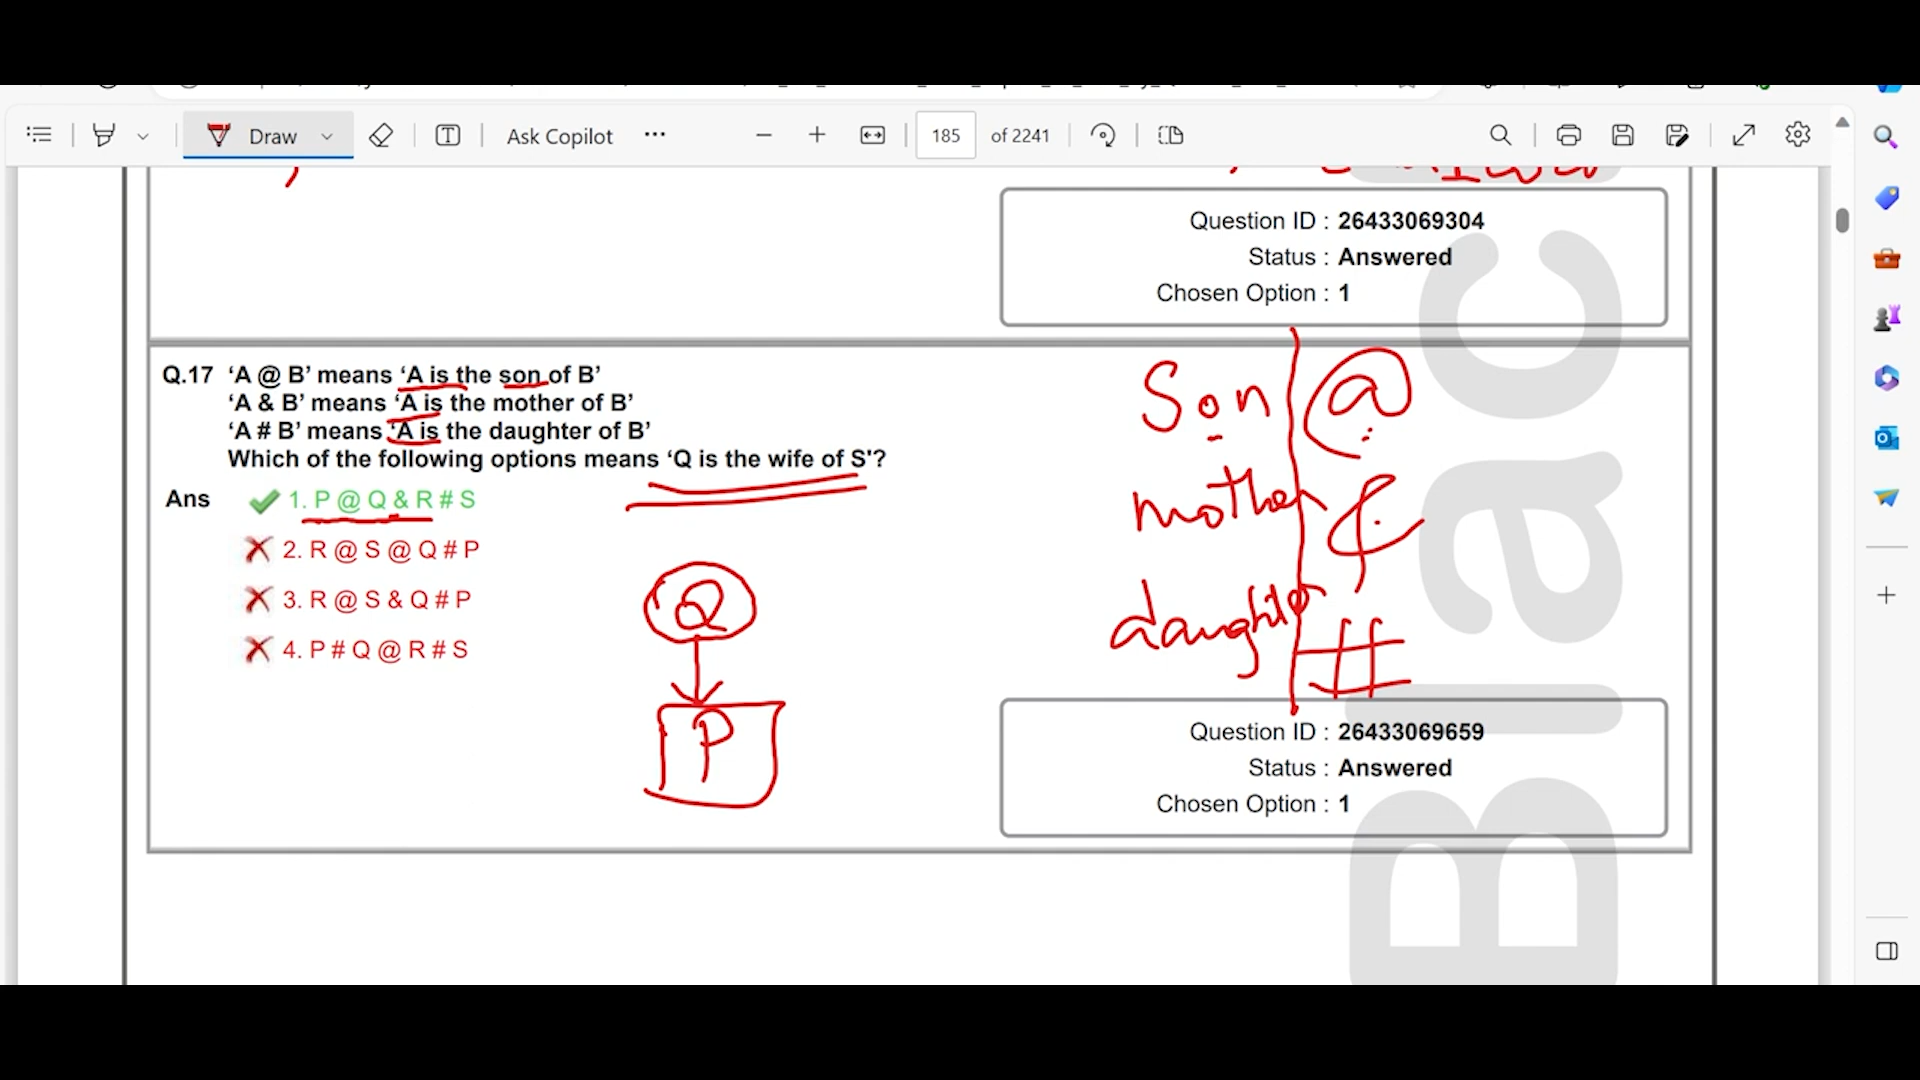 Draw
Ask Copilot
185 of 2241
Question ID : 26433069304
Status : Answered
Chosen Option : 1
Q.17 ‘A @ B’ means ‘A is the son of B’
‘A & B’ means ‘A is the mother of B’
‘A # B’ means ‘A is the daughter of B’
Which of the following options means ‘Q is the wife of S'?
Ans 1. P @ Q & R # S
2. R @ S @ Q # P
3. R @ S & Q # P
4. P # Q @ R # S
Son @
mother &
daughter #
Q
P
Question ID : 26433069659
Status : Answered
Chosen Option : 1
Blac